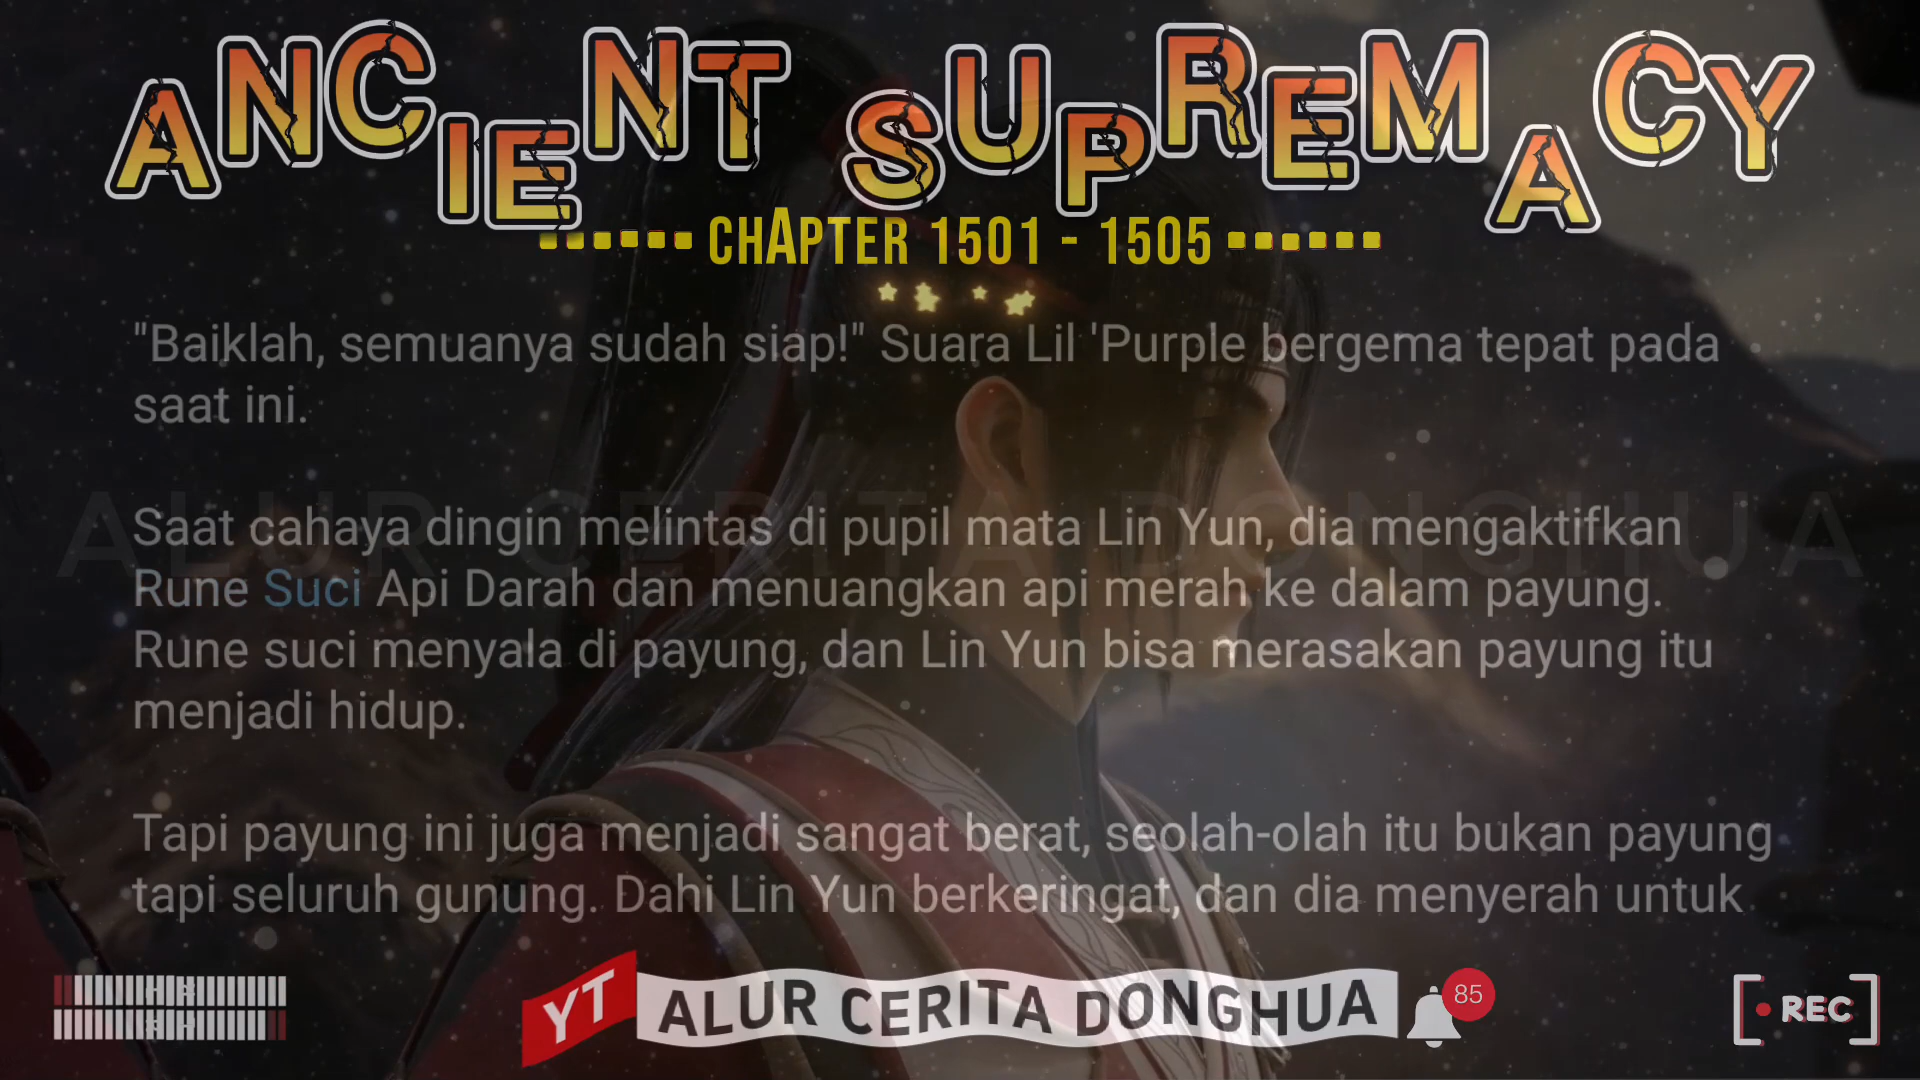 ANCIENT SUPREMACY
CHAPTER 1501 - 1505
"Baiklah, semuanya sudah siap!" Suara Lil 'Purple bergema tepat pada
saat ini.
ALUR CERITA DONGHUA
Saat cahaya dingin melintas di pupil mata Lin Yun, dia mengaktifkan
Rune Suci Api Darah dan menuangkan api merah ke dalam payung.
Rune suci menyala di payung, dan Lin Yun bisa merasakan payung itu
menjadi hidup.
Tapi payung ini juga menjadi sangat berat, seolah-olah itu bukan payung
tapi seluruh gunung. Dahi Lin Yun berkeringat, dan dia menyerah untuk
YT ALUR CERITA DONGHUA 85
REC